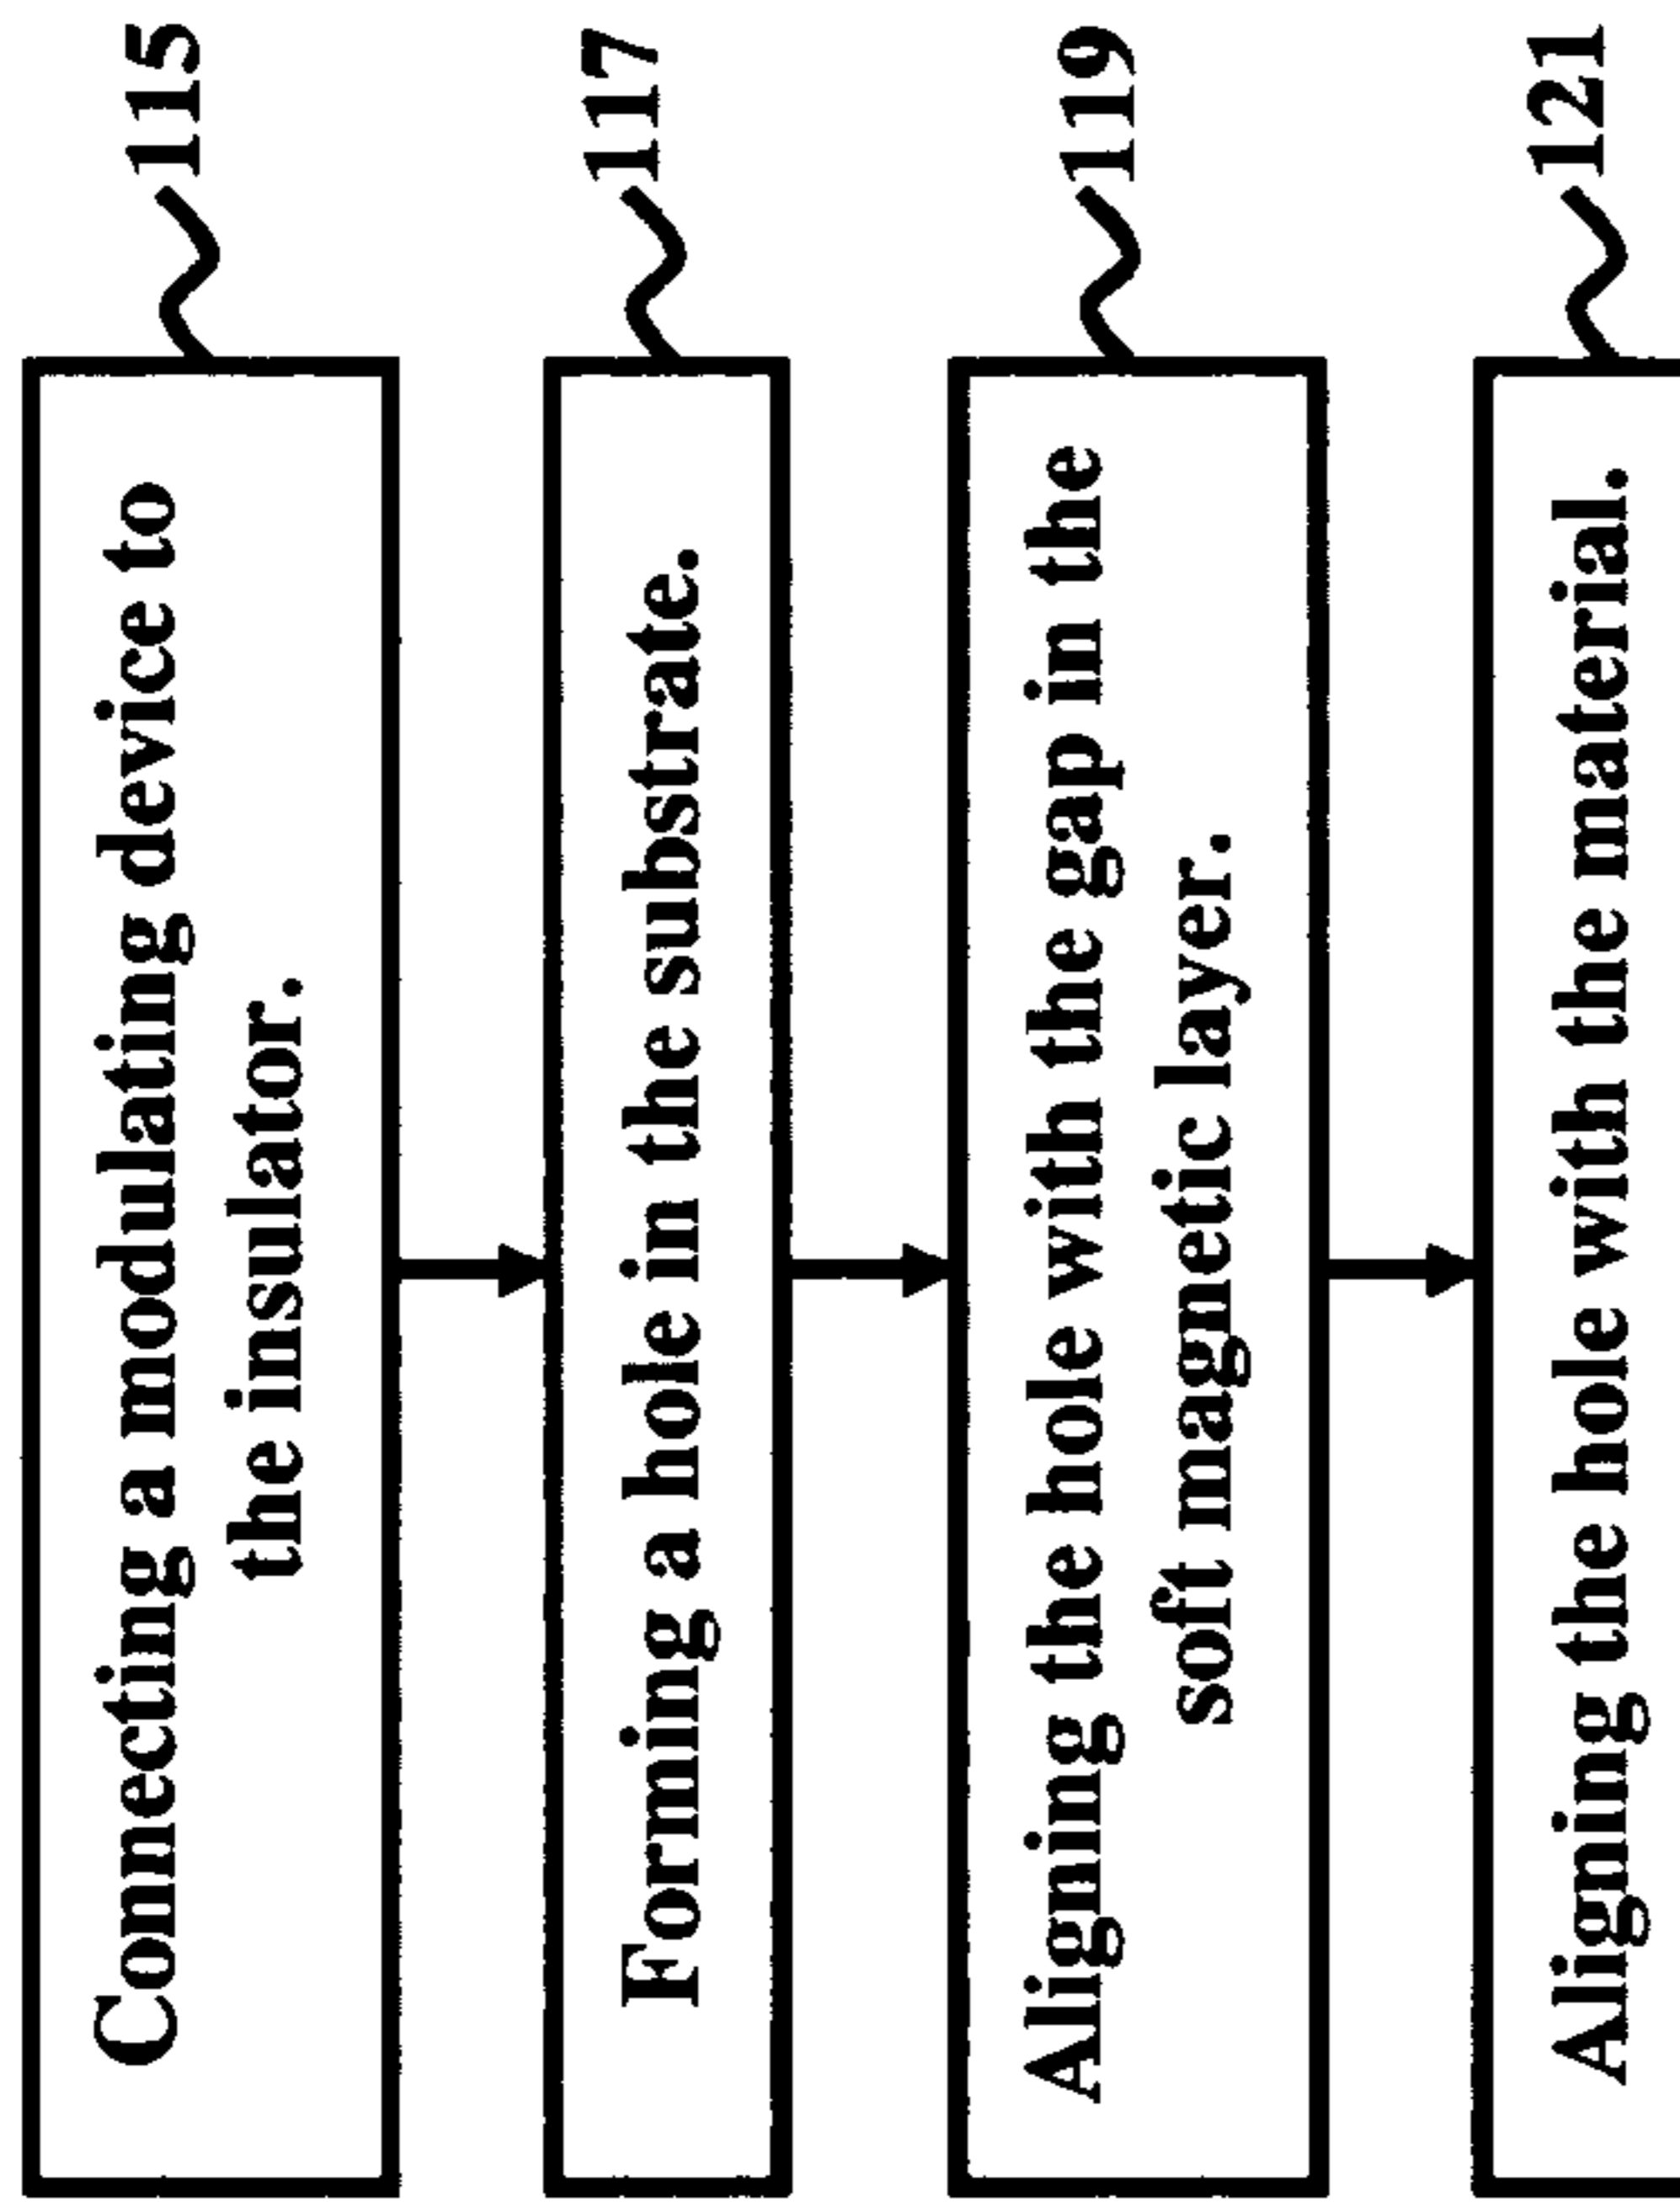 Connecting a modulating device to
the insulator.
115
Forming a hole in the substrate.
117
Aligning the hole with the gap in the
soft magnetic layer.
119
Aligning the hole with the material.
121